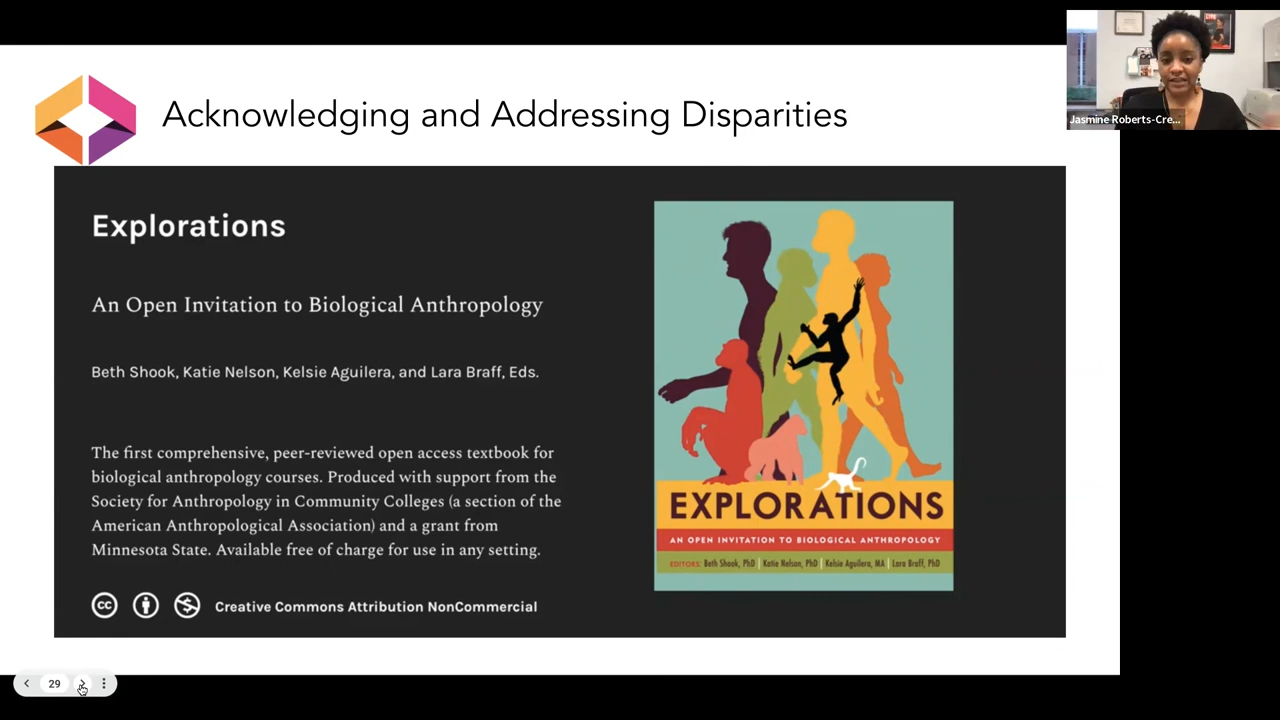 Acknowledging and Addressing Disparities
Jasmine Roberts-Cre...
Explorations
An Open Invitation to Biological Anthropology
Beth Shook, Katie Nelson, Kelsie Aguilera, and Lara Braff, Eds.
The first comprehensive, peer-reviewed open access textbook for
biological anthropology courses. Produced with support from the
Society for Anthropology in Community Colleges (a section of the
American Anthropological Association) and a grant from
Minnesota State. Available free of charge for use in any setting.
cc
Creative Commons Attribution NonCommercial
EXPLORATIONS
AN OPEN INVITATION TO BIOLOGICAL ANTHROPOLOGY
EDITORS: Beth Shook, PhD | Katie Nelson, PhD | Kelsie Aguilera, MA | Lara Braff, PhD
29